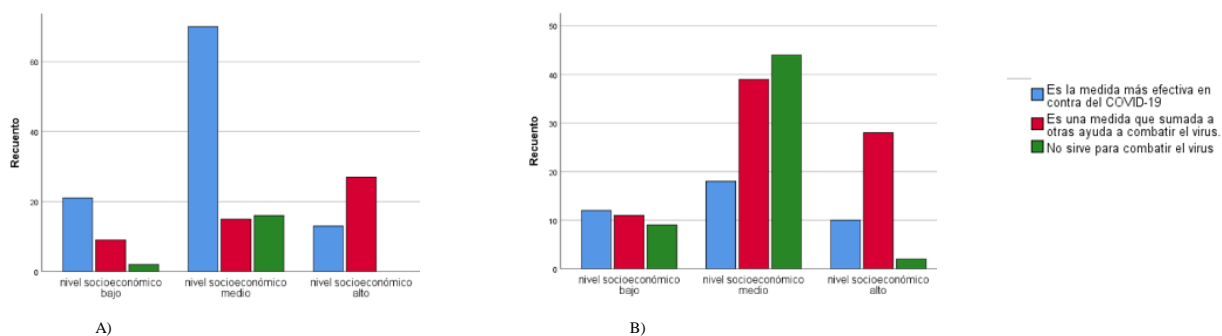 Recuento
60
40
20
0
nivel socioeconómico
bajo
nivel socioeconómico
medio
nivel socioeconómico
alto
A)
Recuento
50
40
30
20
10
0
nivel socioeconómico
bajo
nivel socioeconómico
medio
nivel socioeconómico
alto
B)
Es la medida más efectiva en
contra del COVID-19
Es una medida que sumada a
otras ayuda a combatir el virus.
No sirve para combatir el virus